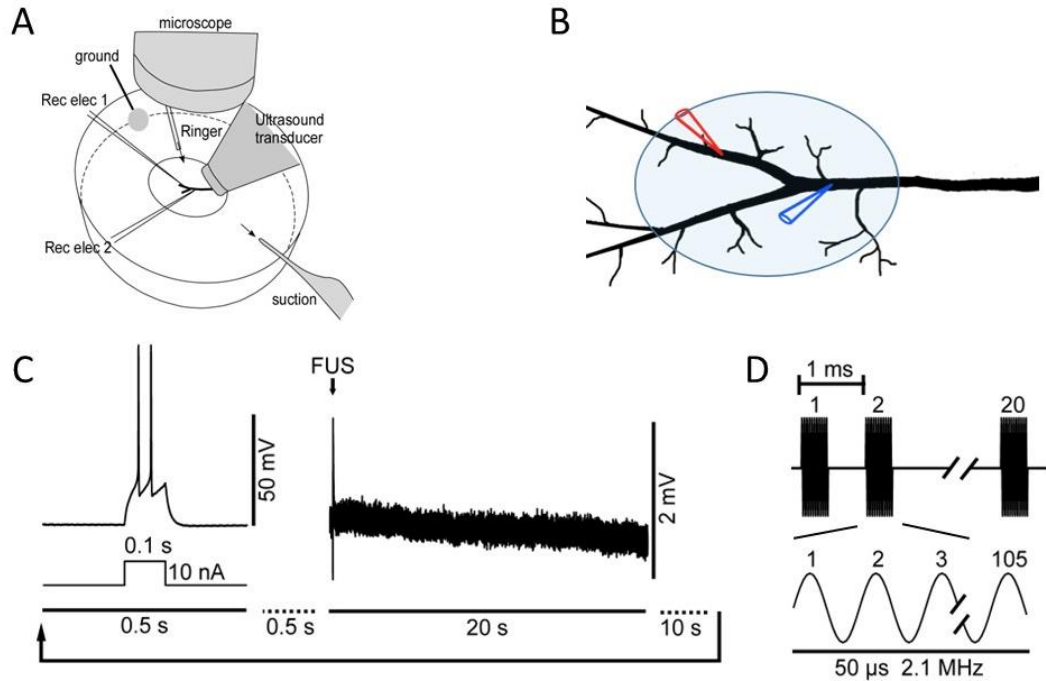 A
microscope
ground
Rec elec 1
Ringer
Ultrasound
transducer
Rec elec 2
suction
B
C
FUS
50 mV
2 mV
0.1 s
10 nA
0.5 s
0.5 s
20 s
10 s
D
1 ms
1 2 20
1 2 3 105
50 µs 2.1 MHz